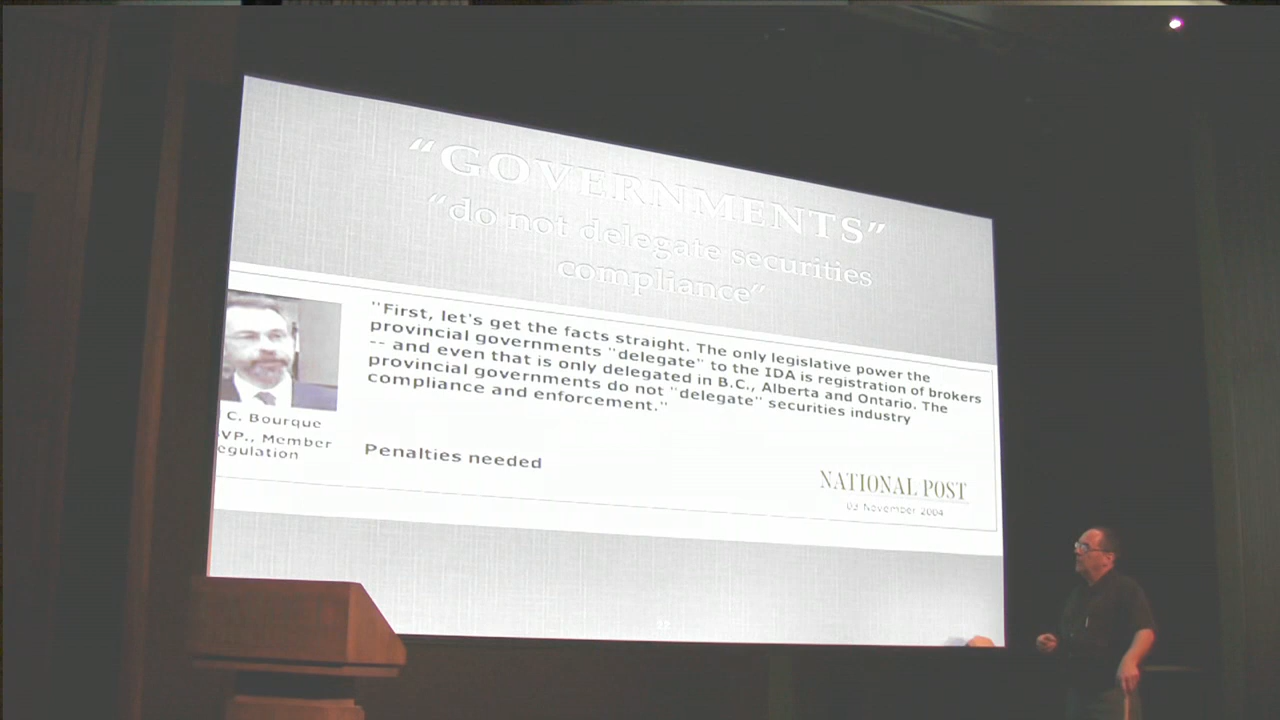 “GOVERNMENTS”
“do not delegate securities
compliance”
"First, let's get the facts straight. The only legislative power the
provincial governments "delegate" to the IDA is registration of brokers
-- and even that is only delegated in B.C., Alberta and Ontario. The
provincial governments do not "delegate" securities industry
compliance and enforcement."
C. Bourque
VP., Member
egulation
Penalties needed
NATIONAL POST
03 November 2004
22